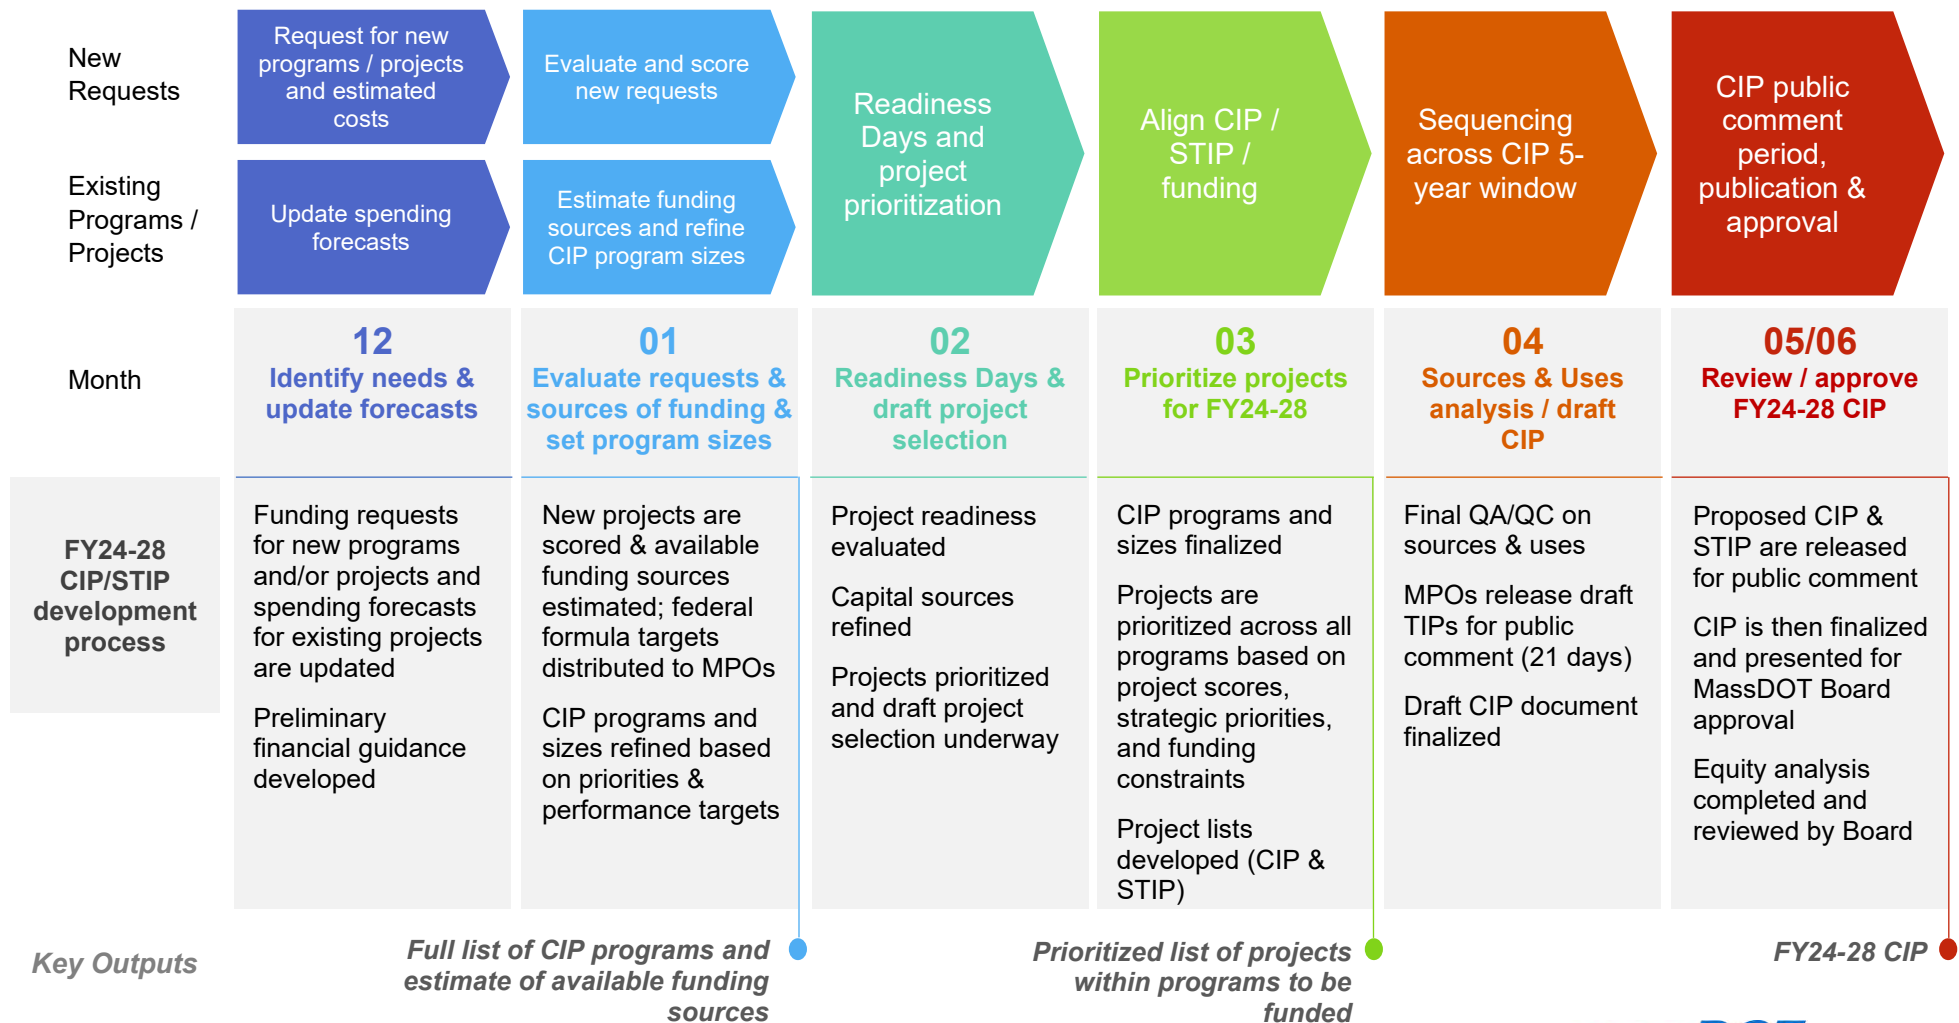 New
Requests
Request for new
programs / projects
and estimated
costs
Evaluate and score
new requests
Existing
Programs /
Projects
Update spending
forecasts
Estimate funding
sources and refine
CIP program sizes
Readiness
Days and
project
prioritization
Align CIP /
STIP /
funding
Sequencing
across CIP 5-
year window
CIP public
comment
period,
publication &
approval
Month
12
Identify needs &
update forecasts
01
Evaluate requests &
sources of funding &
set program sizes
02
Readiness Days &
draft project
selection
03
Prioritize projects
for FY24-28
04
Sources & Uses
analysis / draft
CIP
05/06
Review / approve
FY24-28 CIP
FY24-28
CIP/STIP
development
process
Funding requests
for new programs
and/or projects and
spending forecasts
for existing projects
are updated
Preliminary
financial guidance
developed
New projects are
scored & available
funding sources
estimated; federal
formula targets
distributed to MPOs
CIP programs and
sizes refined based
on priorities &
performance targets
Project readiness
evaluated
Capital sources
refined
Projects prioritized
and draft project
selection underway
CIP programs and
sizes finalized
Projects are
prioritized across all
programs based on
project scores,
strategic priorities,
and funding
constraints
Project lists
developed (CIP &
STIP)
Final QA/QC on
sources & uses
MPOs release draft
TIPs for public
comment (21 days)
Draft CIP document
finalized
Proposed CIP &
STIP are released
for public comment
CIP is then finalized
and presented for
MassDOT Board
approval
Equity analysis
completed and
reviewed by Board
Key Outputs
Full list of CIP programs and
estimate of available funding
sources
Prioritized list of projects
within programs to be
funded
FY24-28 CIP